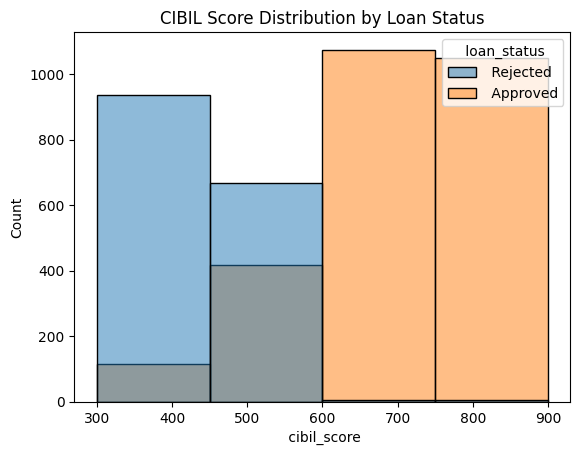 CIBIL Score Distribution by Loan Status
loan_status
Rejected
Approved
1000
800
600
400
200
0
Count
300 400 500 600 700 800 900
cibil_score